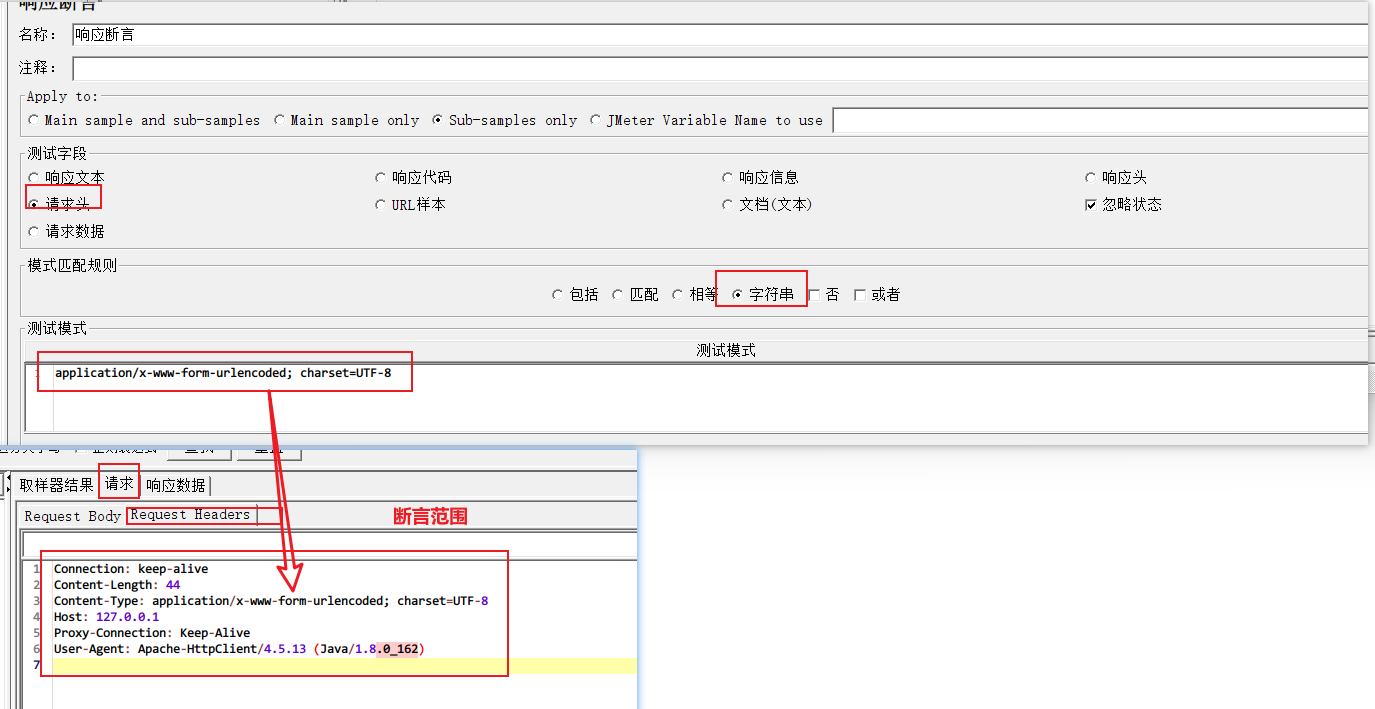 响应断言
名称：
响应断言
注释：
Apply to:
Main sample and sub-samples Main sample only Sub-samples only JMeter Variable Name to use
测试字段
响应文本 响应代码 响应信息 响应头
请求头 URL样本 文档(文本) 忽略状态
请求数据
模式匹配规则
包括 匹配 相等 字符串 否 或者
测试模式
测试模式
1 application/x-www-form-urlencoded; charset=UTF-8
取样器结果 请求 响应数据
Request Body Request Headers
断言范围
1 Connection: keep-alive
2 Content-Length: 44
3 Content-Type: application/x-www-form-urlencoded; charset=UTF-8
4 Host: 127.0.0.1
5 Proxy-Connection: Keep-Alive
6 User-Agent: Apache-HttpClient/4.5.13 (Java/1.8.0_162)
7